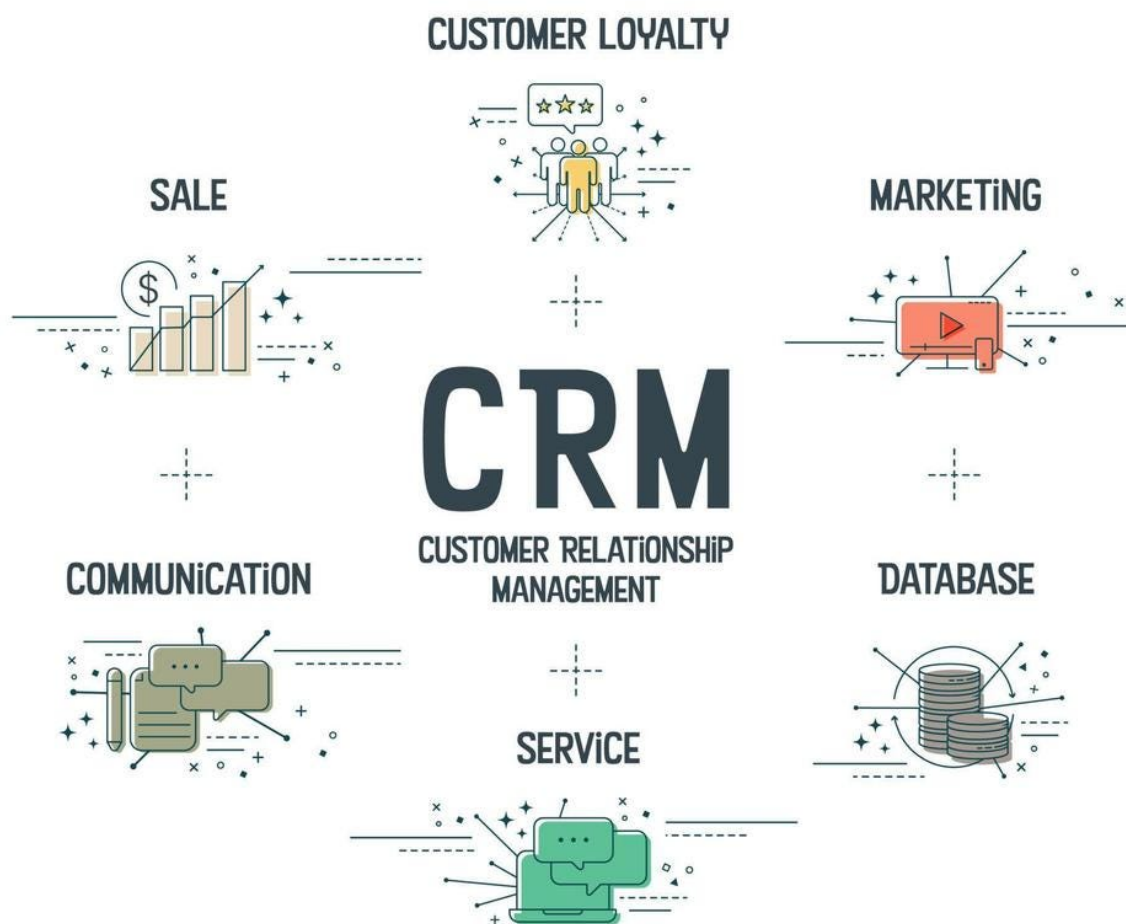 CUSTOMER LOYALTY
SALE
MARKETiNG
$
CRM
CUSTOMER RELATiONSHiP
MANAGEMENT
COMMUNiCATiON
DATABASE
SERViCE